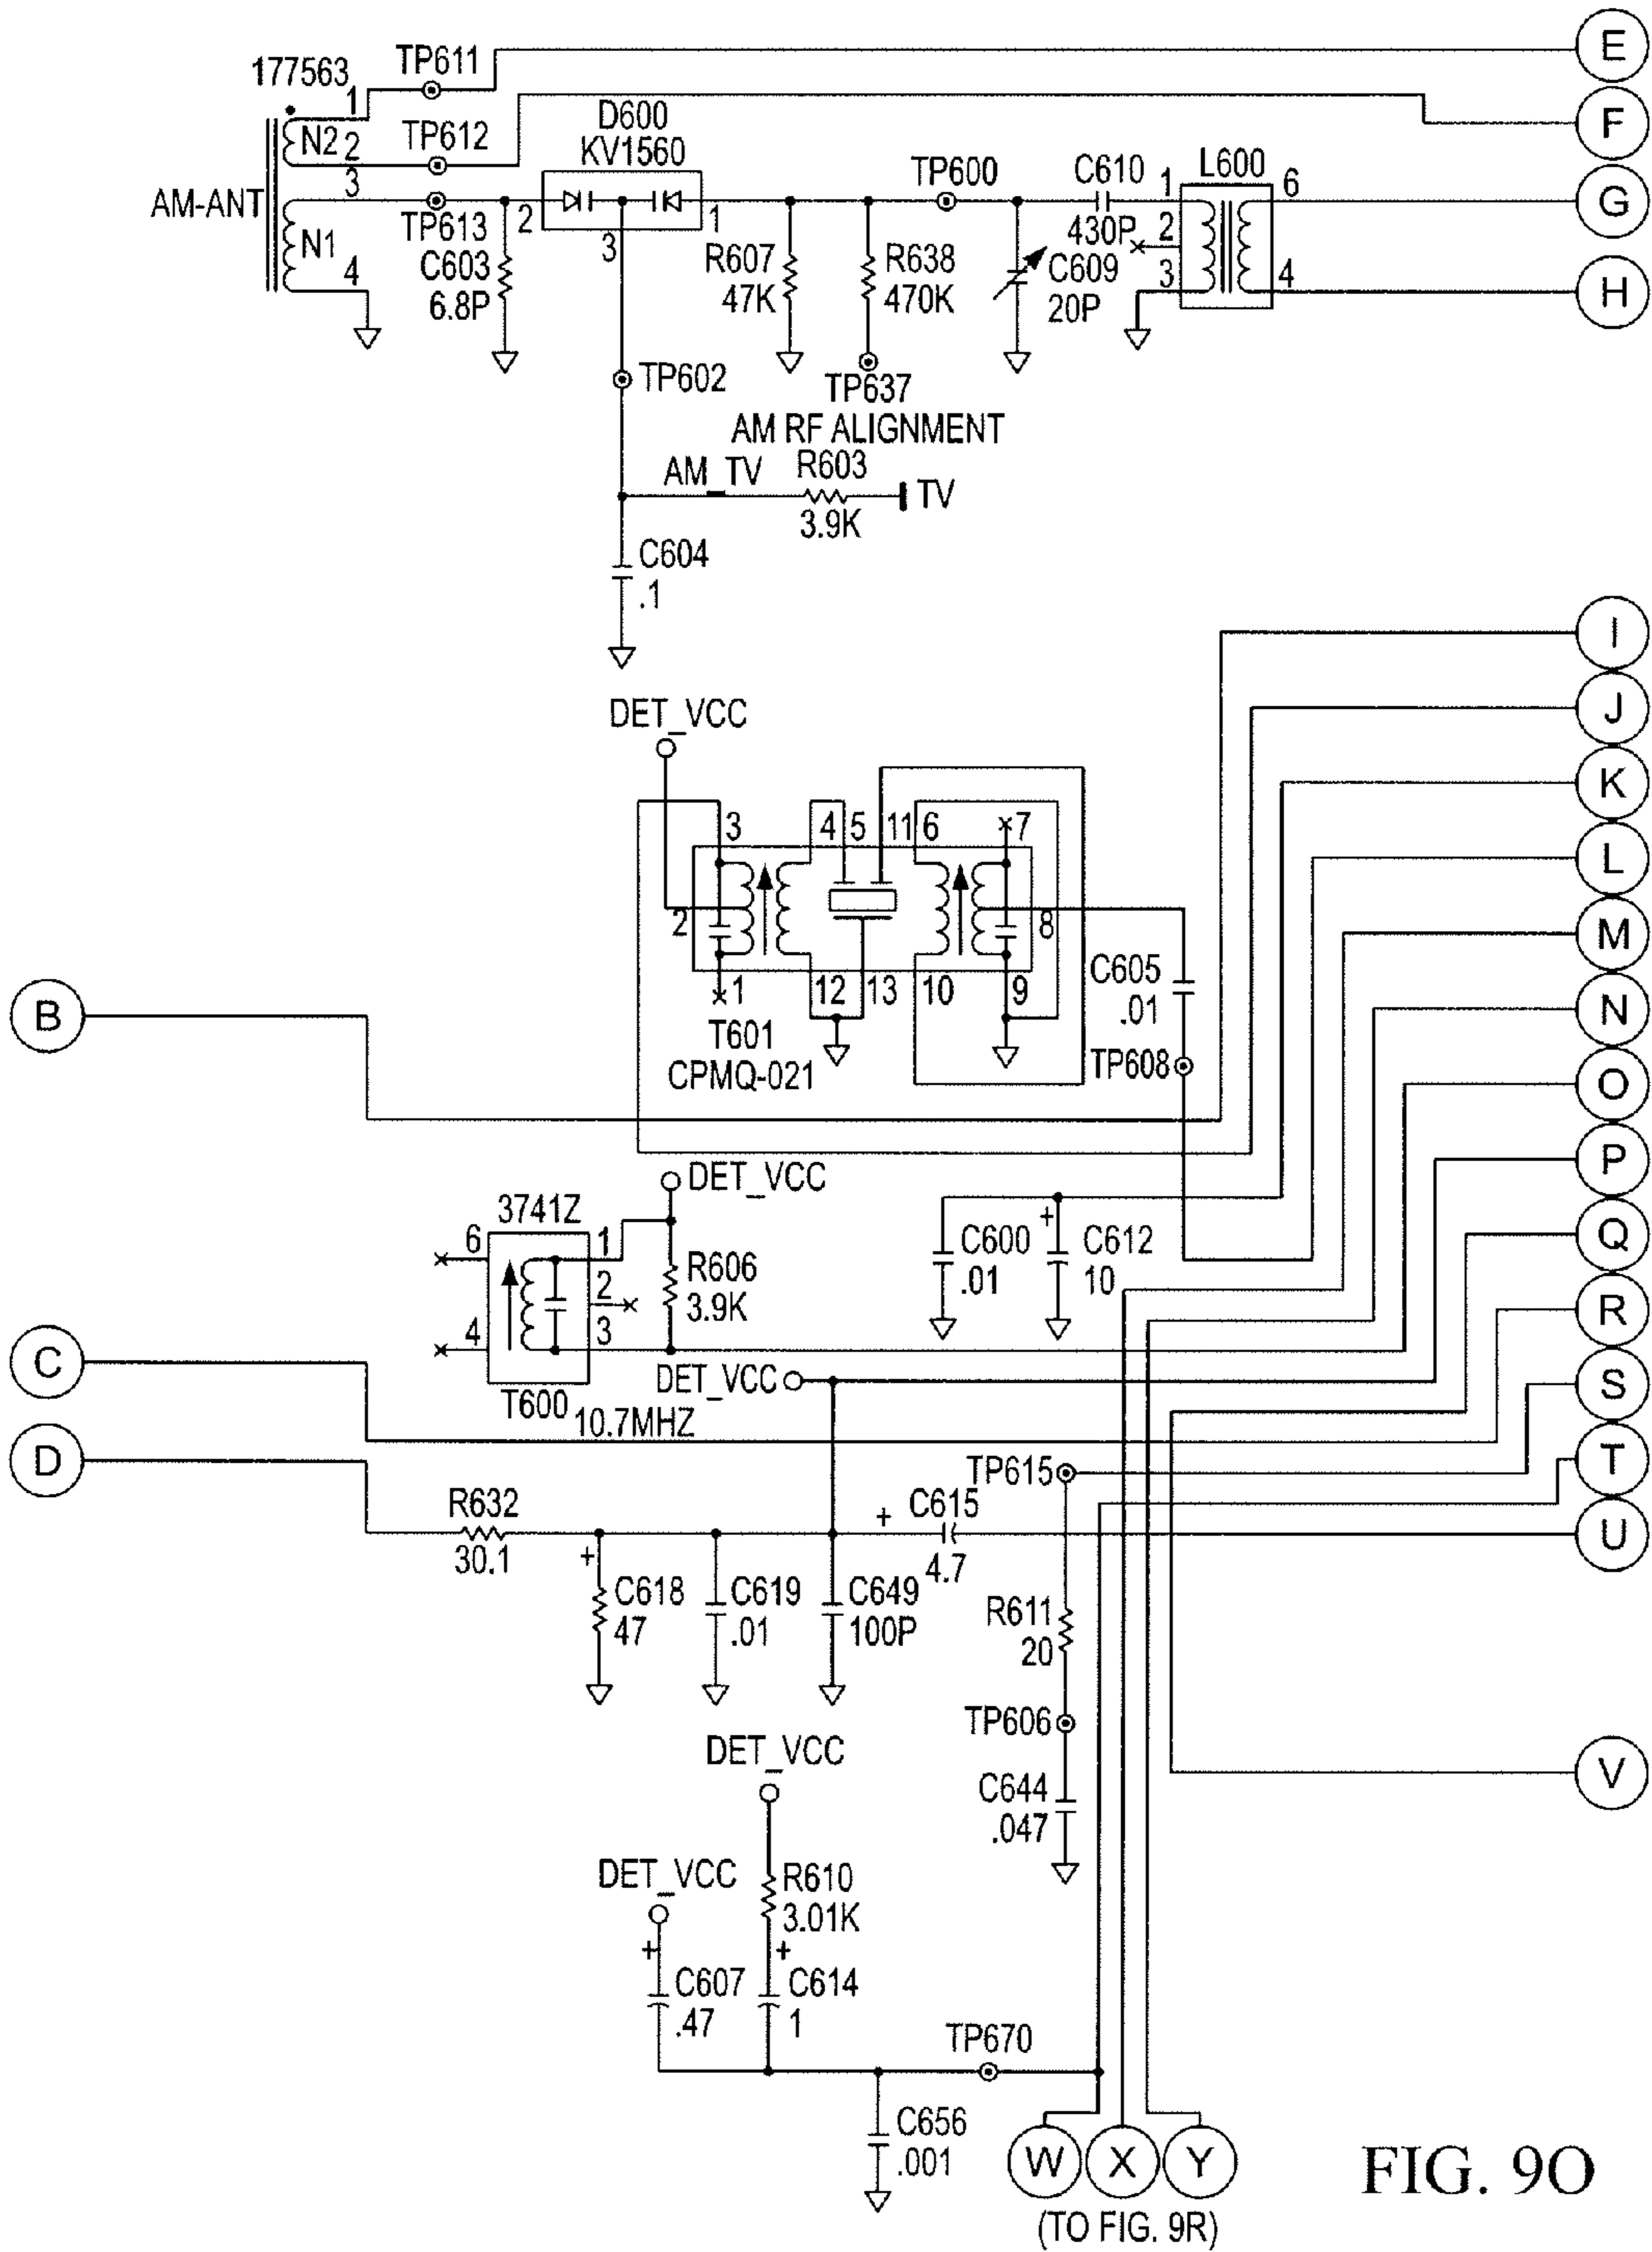 E
TP611
177563
1
F
D600
TP612
KV1560
N2
2
C610
L600
TP600
3
1
6
G
AM-ANT
2
1
TP613
430P
2
N1
3
C603
R607
R638
C609
4
6.8P
47K
470K
20P
3
4
H
TP602
TP637
AM RF ALIGNMENT
AM_TV
R603
TV
3.9K
C604
.1
I
DET_VCC
J
K
3
4
5
11
6
7
L
2
8
M
1
12
13
10
9
C605
.01
B
N
T601
TP608
CPMQ-021
O
P
DET_VCC
3741Z
6
1
+
Q
C600
C612
R606
.01
10
2
3.9K
R
4
3
C
DET_VCC
S
T600
10.7MHZ
D
T
TP615
R632
+
C615
U
30.1
+
4.7
C618
C619
C649
47
.01
100P
R611
20
TP606
DET_VCC
V
C644
.047
DET_VCC
R610
3.01K
+
+
C607
C614
.47
1
TP670
C656
.001
W
X
Y
FIG. 9O
(TO FIG. 9R)